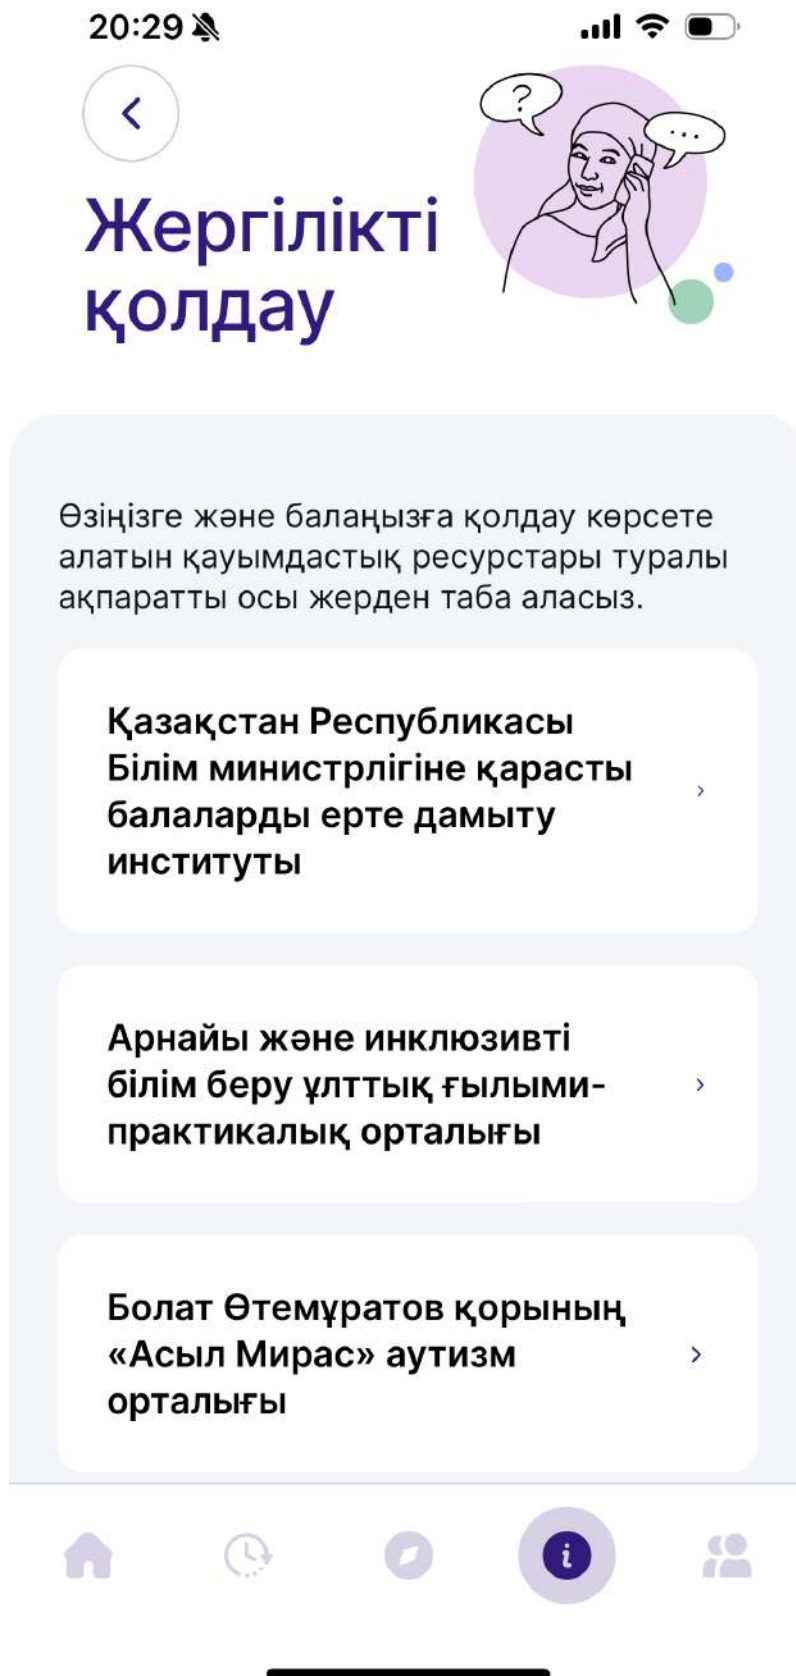 20:29
?
...
Жергілікті
қолдау
Өзіңізге және балаңызға қолдау көрсете
алатын қауымдастық ресурстары туралы
ақпаратты осы жерден таба аласыз.
Қазақстан Республикасы
Білім министрлігіне қарасты
балаларды ерте дамыту
институты
Арнайы және инклюзивті
білім беру ұлттық ғылыми-
практикалық орталығы
Болат Өтемұратов қорының
«Асыл Мирас» аутизм
орталығы
i